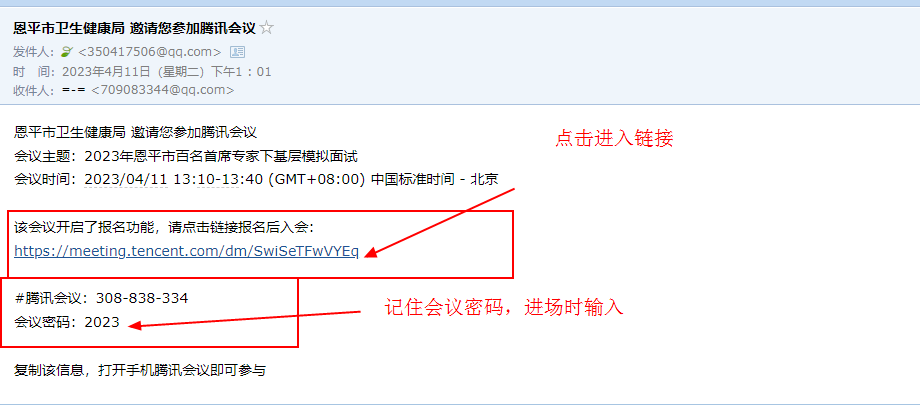 恩平市卫生健康局 邀请您参加腾讯会议
发件人： <350417506@qq.com>
时 间： 2023年4月11日（星期二）下午1：01
收件人： =-= <709083344@qq.com>
恩平市卫生健康局 邀请您参加腾讯会议
点击进入链接
会议主题：2023年恩平市百名首席专家下基层模拟面试
会议时间：2023/04/11 13:10-13:40 (GMT+08:00) 中国标准时间 - 北京
该会议开启了报名功能，请点击链接报名后入会：
https://meeting.tencent.com/dm/SwiSeTFwVYEq
#腾讯会议：308-838-334
记住会议密码，进场时输入
会议密码：2023
复制该信息，打开手机腾讯会议即可参与